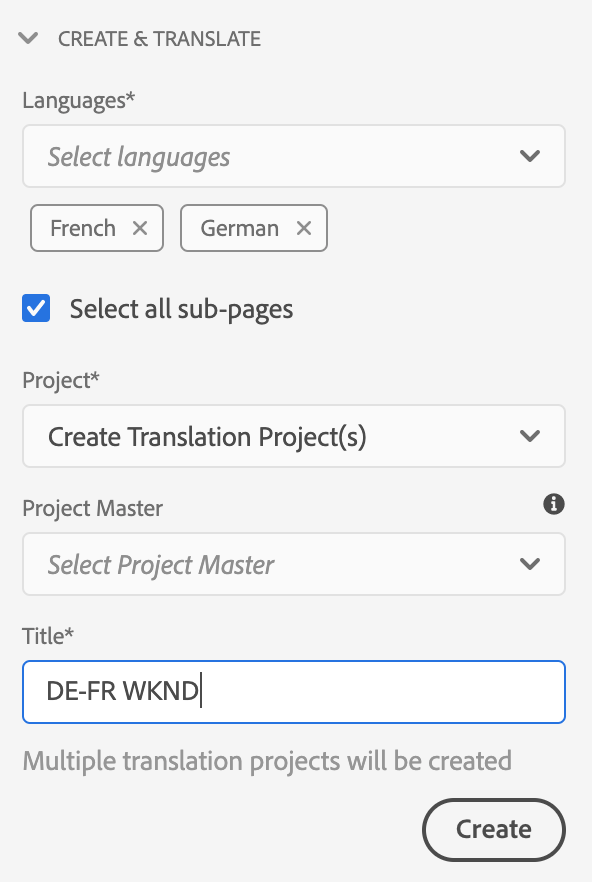 CREATE & TRANSLATE
Languages*
Select languages
French
German
Select all sub-pages
Project*
Create Translation Project(s)
Project Master
Select Project Master
Title*
DE-FR WKND
Multiple translation projects will be created
Create